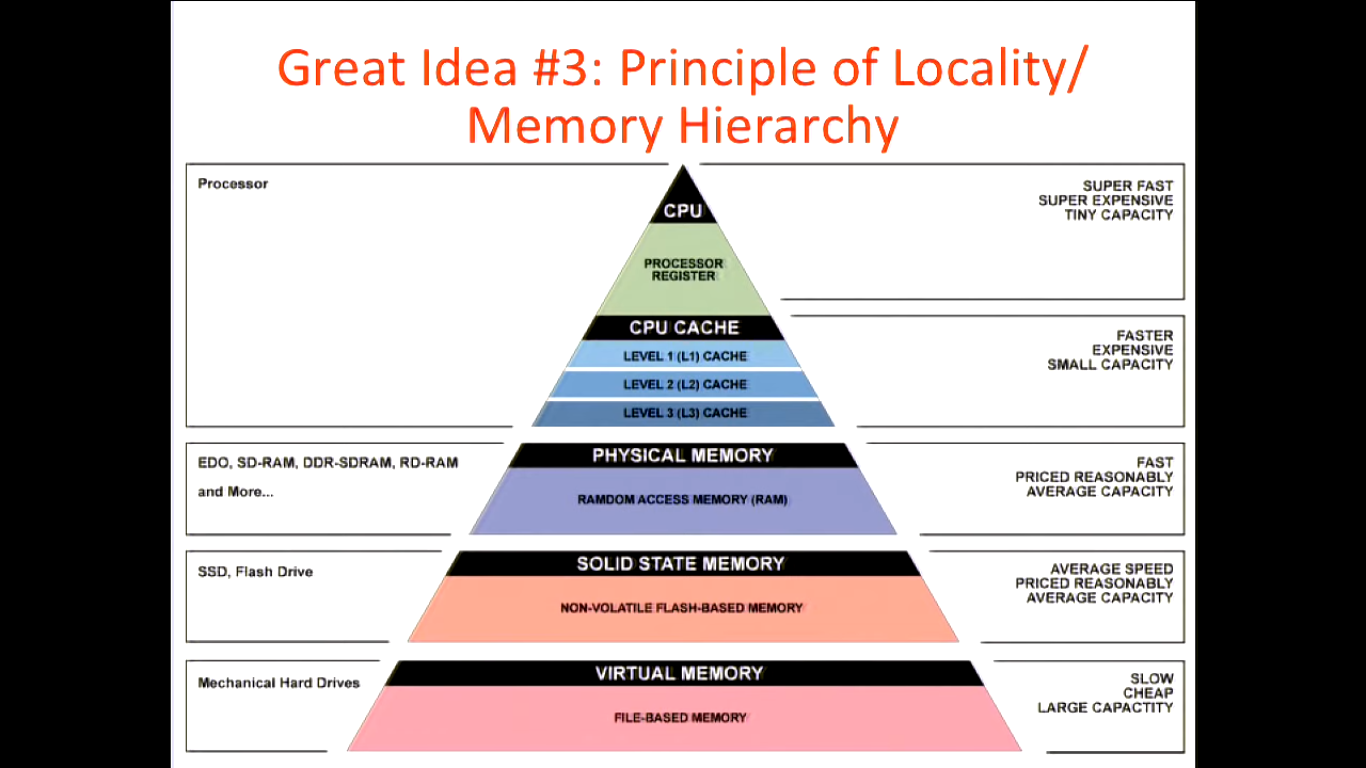 Great Idea #3: Principle of Locality/
Memory Hierarchy
Processor
CPU
SUPER FAST
SUPER EXPENSIVE
TINY CAPACITY
PROCESSOR
REGISTER
CPU CACHE
LEVEL 1 (L1) CACHE
LEVEL 2 (L2) CACHE
LEVEL 3 (L3) CACHE
FASTER
EXPENSIVE
SMALL CAPACITY
EDO, SD-RAM, DDR-SDRAM, RD-RAM
and More...
PHYSICAL MEMORY
RAMDOM ACCESS MEMORY (RAM)
FAST
PRICED REASONABLY
AVERAGE CAPACITY
SSD, Flash Drive
SOLID STATE MEMORY
NON-VOLATILE FLASH-BASED MEMORY
AVERAGE SPEED
PRICED REASONABLY
AVERAGE CAPACITY
Mechanical Hard Drives
VIRTUAL MEMORY
FILE-BASED MEMORY
SLOW
CHEAP
LARGE CAPACTITY